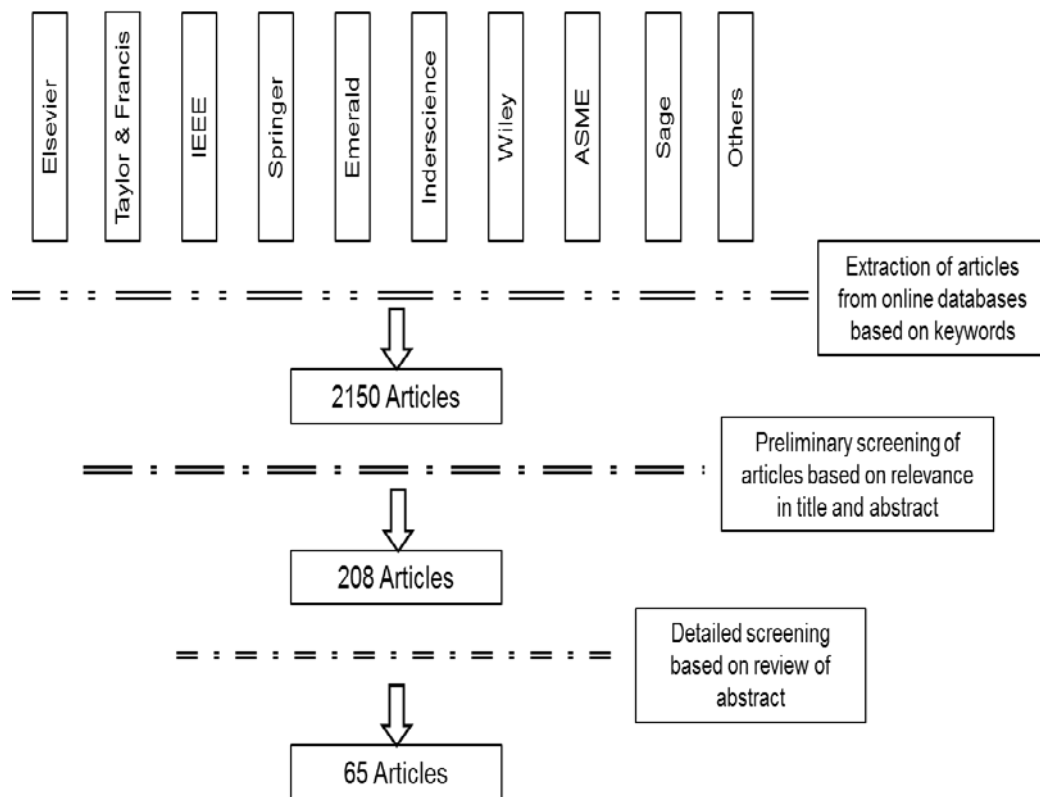 Elsevier
Taylor & Francis
IEEE
Springer
Emerald
Inderscience
Wiley
ASME
Sage
Others
Extraction of articles
from online databases
based on keywords
2150 Articles
Preliminary screening of
articles based on relevance
in title and abstract
208 Articles
Detailed screening
based on review of
abstract
65 Articles